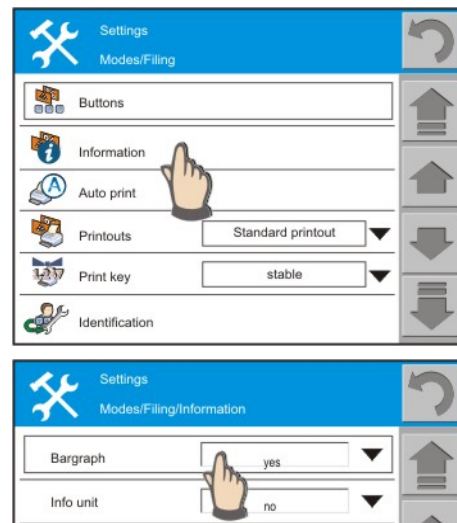 Settings
Modes/Filing
Buttons
Information
Auto print
Printouts Standard printout
Print key stable
Identification
Settings
Modes/Filing/Information
Bargraph yes
Info unit no